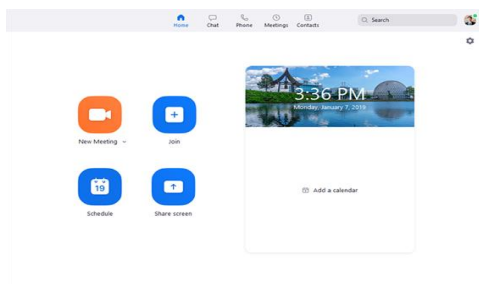 Home Chat Phone Meetings Contacts Search
3:36 PM
Monday, January 7, 2019
New Meeting Join
19
Schedule Share screen
Add a calendar